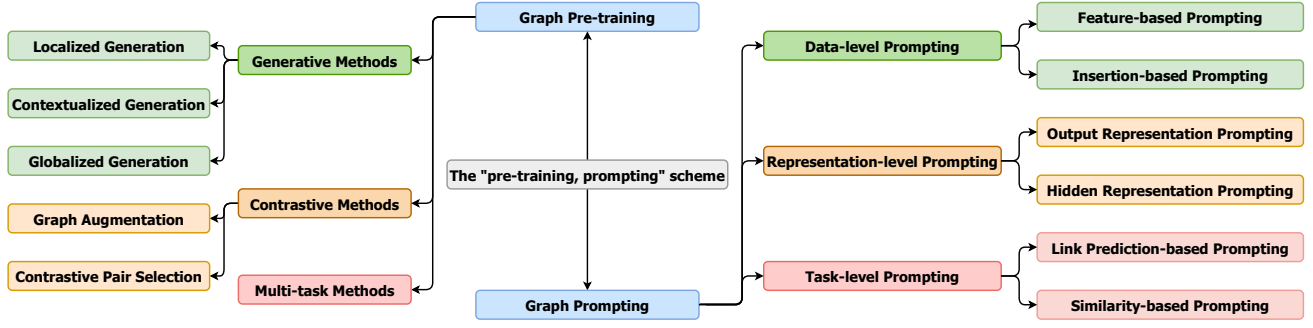 Graph Pre-training
Generative Methods
Localized Generation
Contextualized Generation
Globalized Generation
Contrastive Methods
Graph Augmentation
Contrastive Pair Selection
Multi-task Methods
The "pre-training, prompting" scheme
Graph Prompting
Data-level Prompting
Feature-based Prompting
Insertion-based Prompting
Representation-level Prompting
Output Representation Prompting
Hidden Representation Prompting
Task-level Prompting
Link Prediction-based Prompting
Similarity-based Prompting